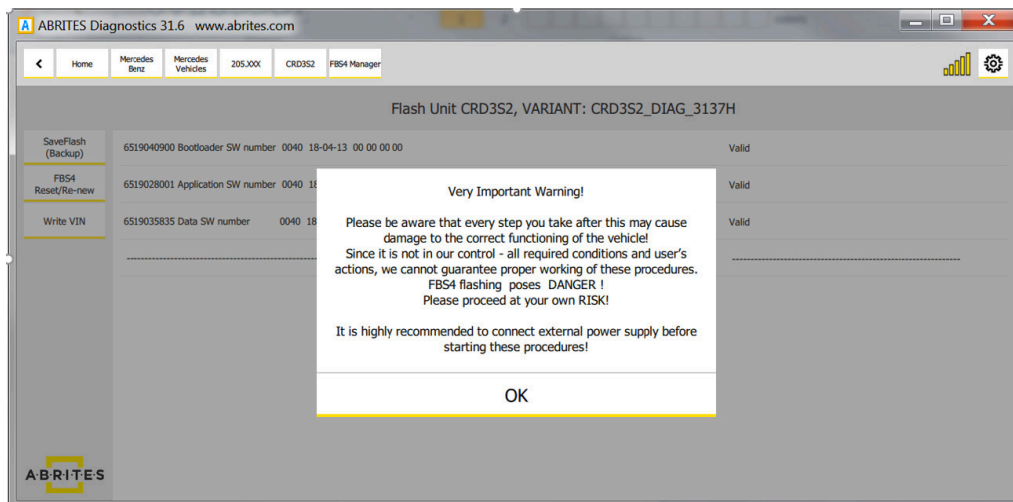 ABRITES Diagnostics 31.6 www.abrites.com
Home
Mercedes
Benz
Mercedes
Vehicles
205.XXX
CRD3S2
FBS4 Manager
Flash Unit CRD3S2, VARIANT: CRD3S2_DIAG_3137H
SaveFlash
(Backup)
FBS4
Reset/Re-new
Write VIN
6519040900 Bootloader SW number 0040 18-04-13 00 00 00 00 Valid
6519028001 Application SW number 0040 18 Valid
6519035835 Data SW number 0040 18 Valid
Very Important Warning!
Please be aware that every step you take after this may cause
damage to the correct functioning of the vehicle!
Since it is not in our control - all required conditions and user's
actions, we cannot guarantee proper working of these procedures.
FBS4 flashing poses DANGER !
Please proceed at your own RISK!
It is highly recommended to connect external power supply before
starting these procedures!
OK
A·B·R·I·T·E·S